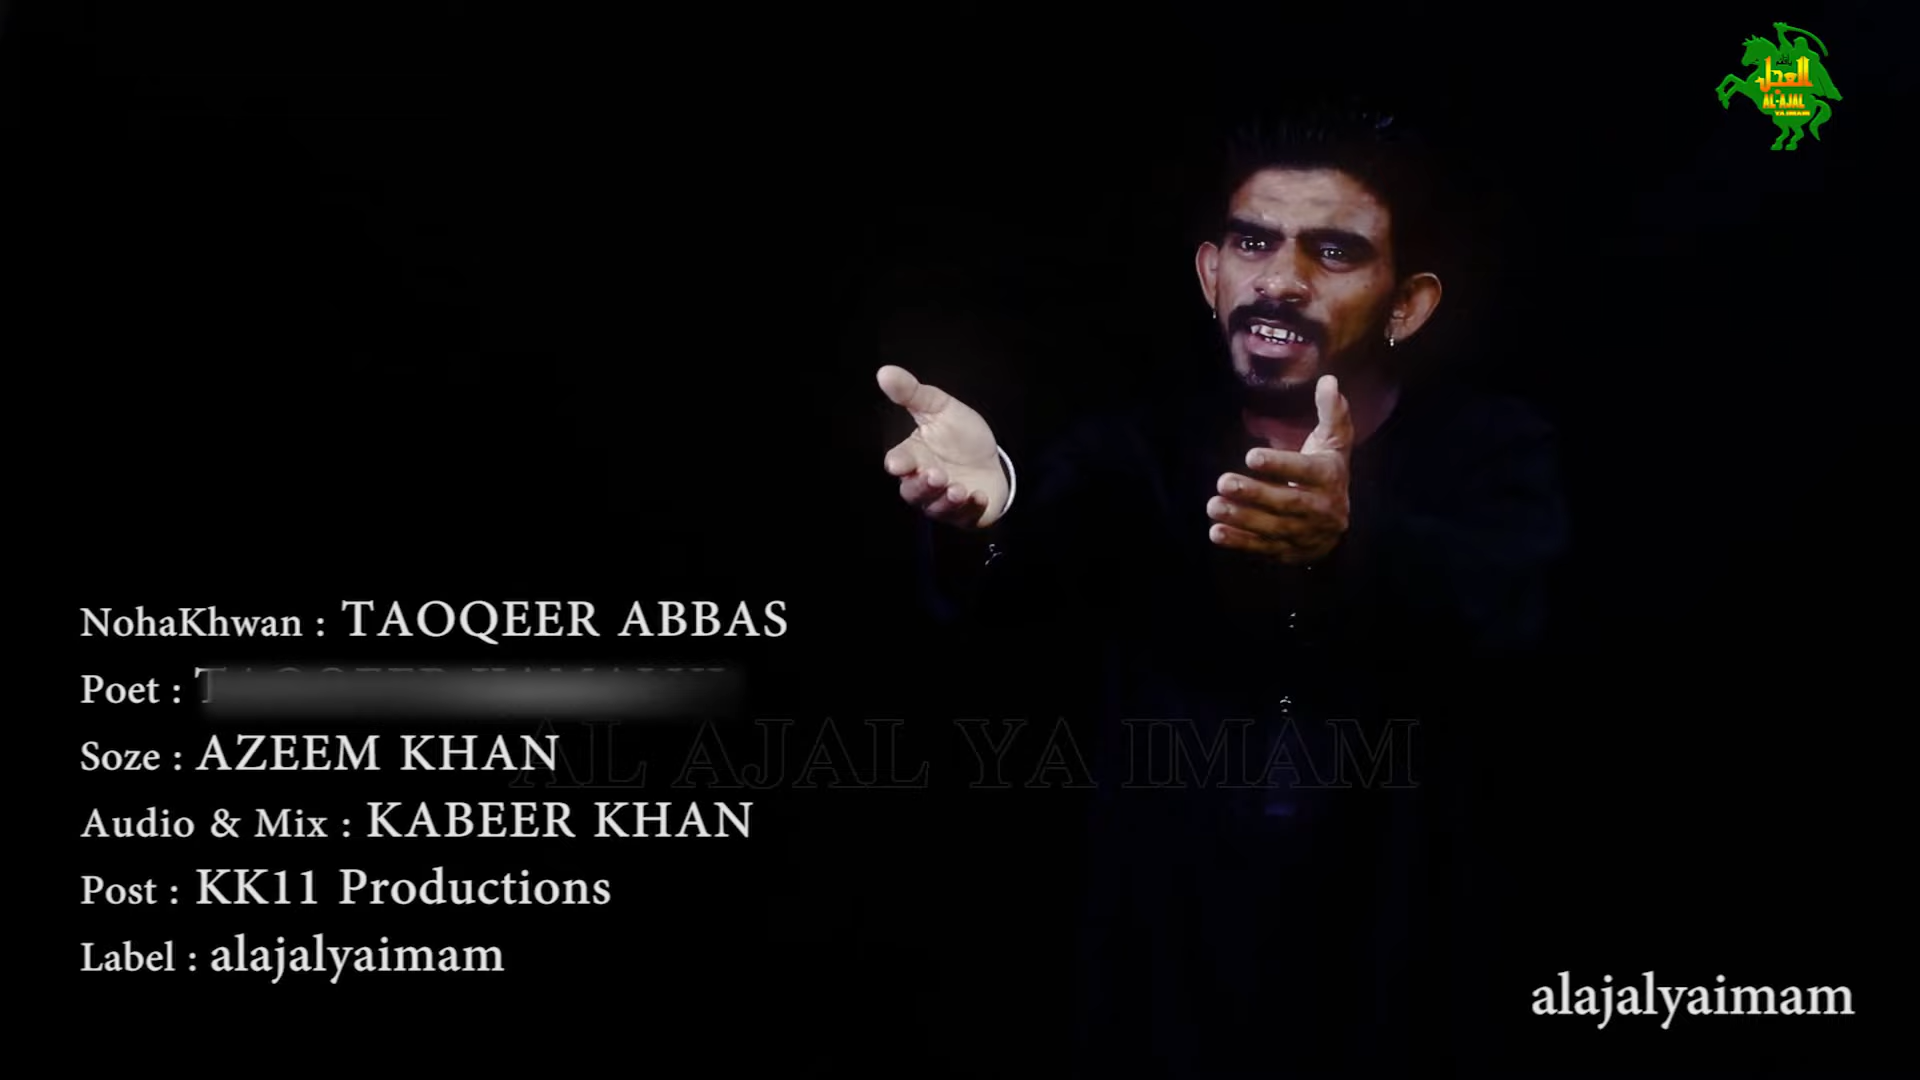 العجل
AL-AJAL
YA IMAM
NohaKhwan : TAOQEER ABBAS
Poet :
Soze : AZEEM KHAN
AL AJAL YA IMAM
Audio & Mix : KABEER KHAN
Post : KK11 Productions
Label : alajalyaimam
alajalyaimam